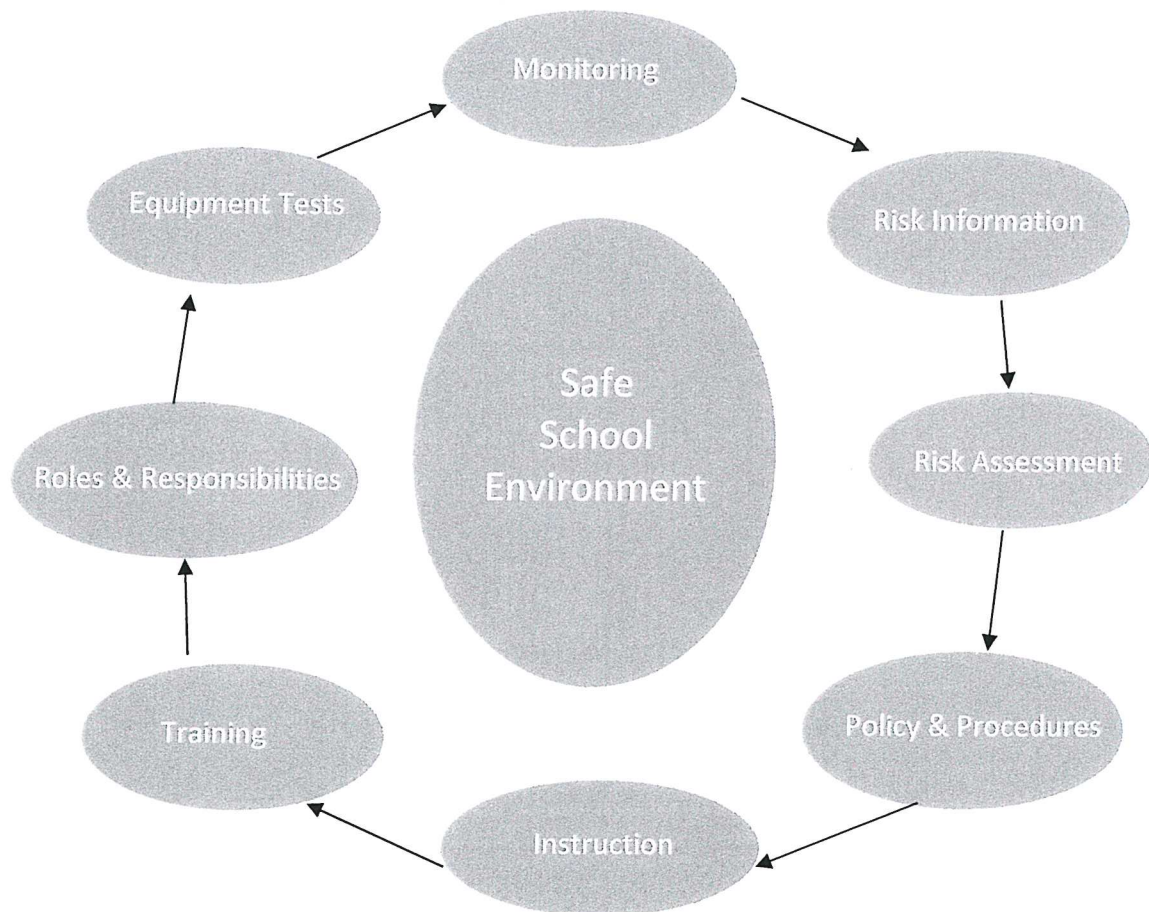 Monitoring
Equipment Tests
Risk Information
Safe
School
Environment
Roles & Responsibilities
Risk Assessment
Training
Policy & Procedures
Instruction